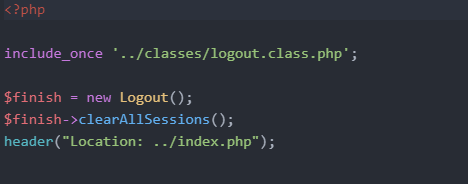 <?php
include_once '../classes/logout.class.php';
$finish = new Logout();
$finish->clearAllSessions();
header("Location: ../index.php");